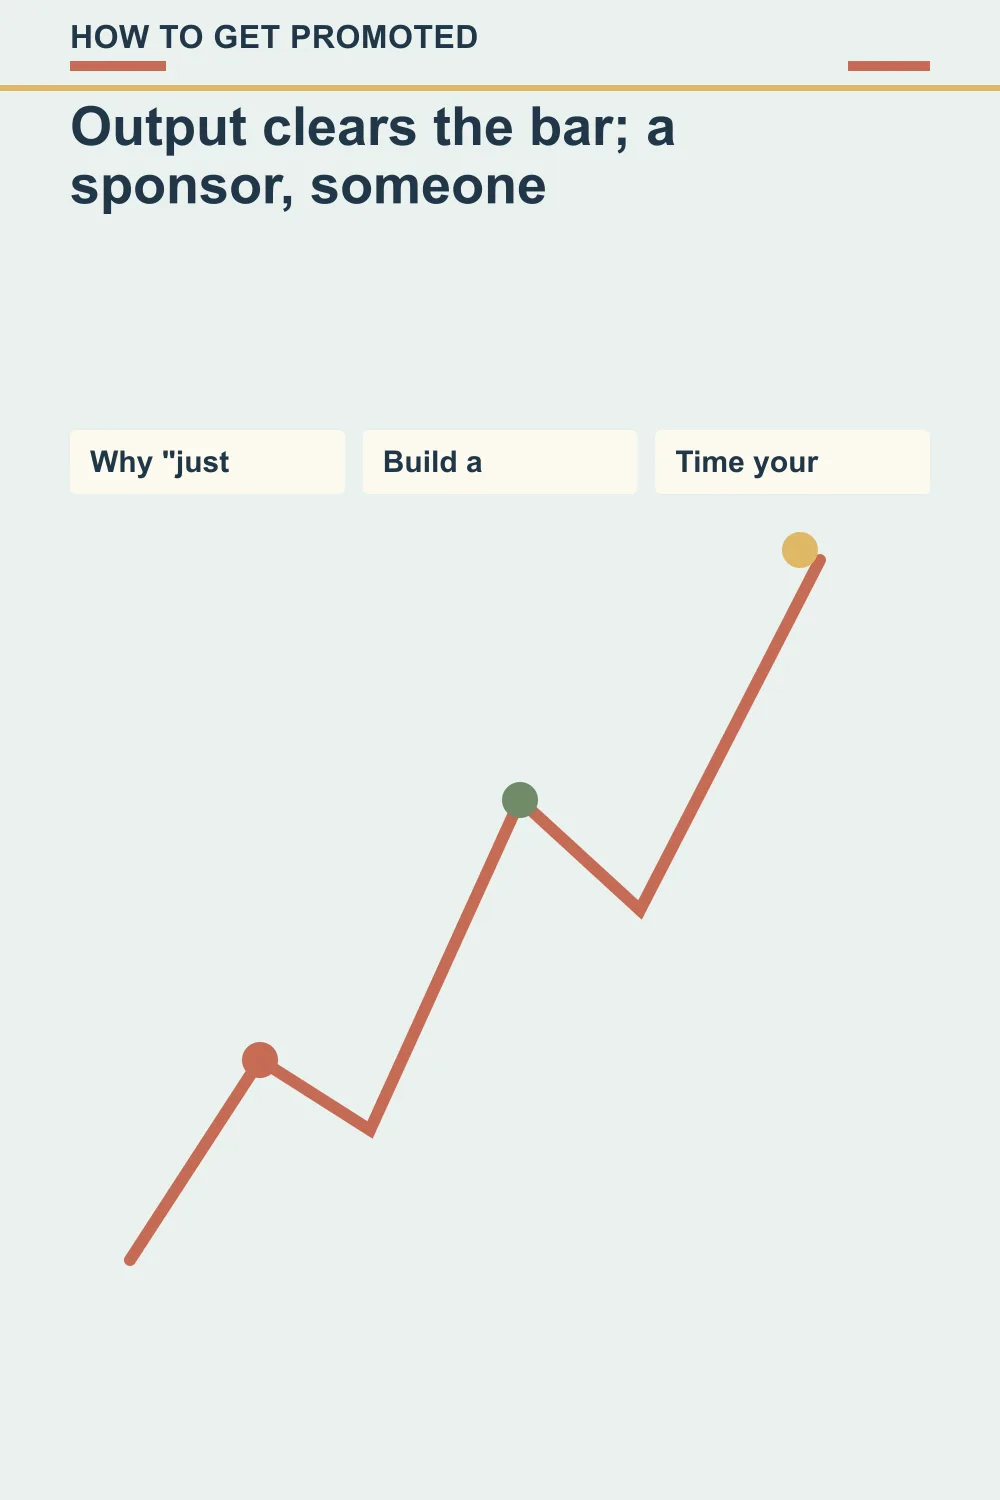 HOW TO GET PROMOTED
Output clears the bar; a
sponsor, someone
Why "just
Build a
Time your